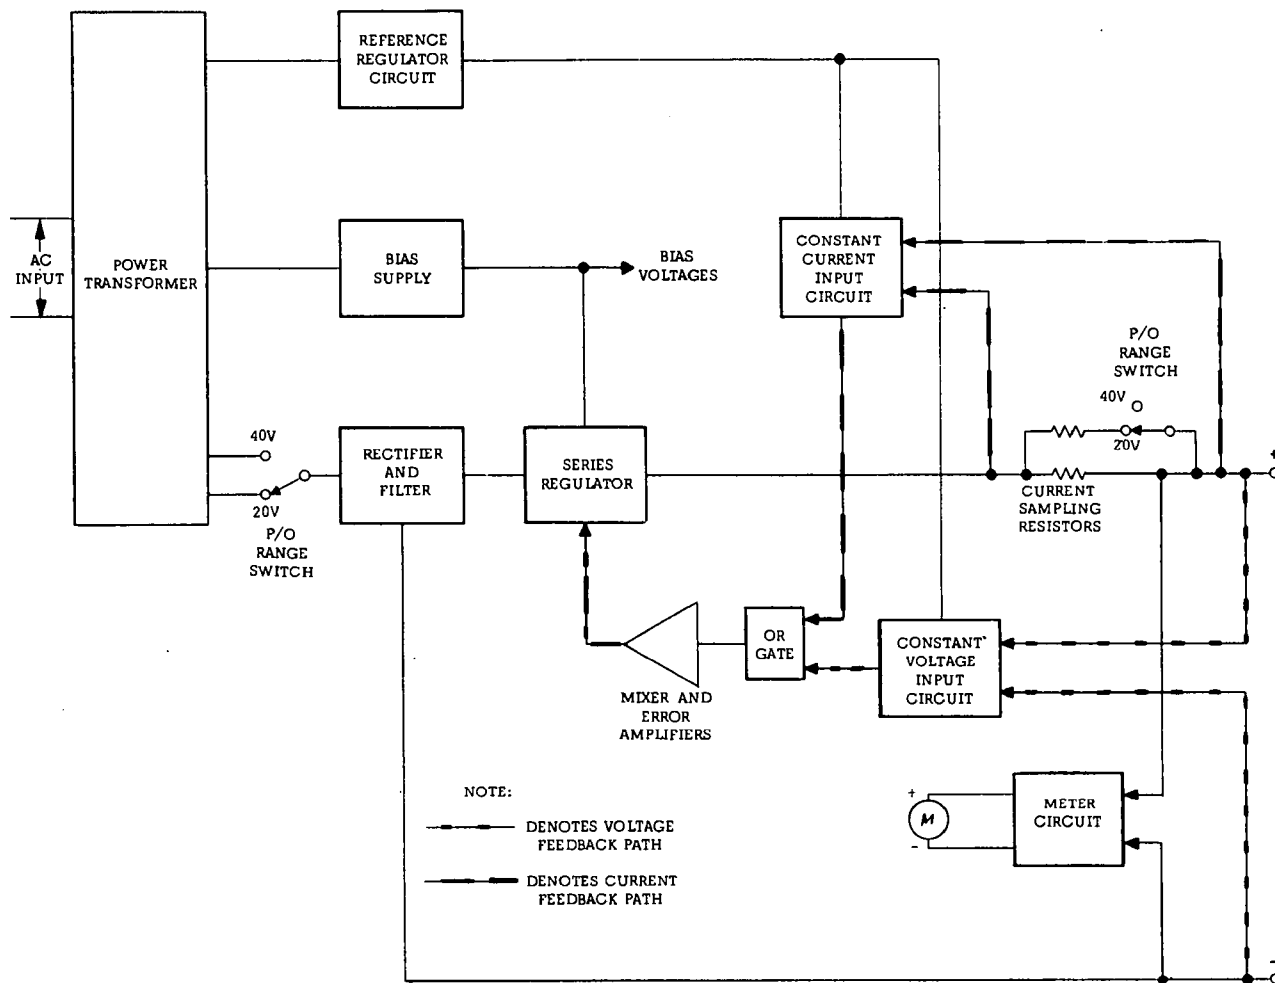 REFERENCE
REGULATOR
CIRCUIT
AC
INPUT
POWER
TRANSFORMER
BIAS
SUPPLY
BIAS
VOLTAGES
CONSTANT
CURRENT
INPUT
CIRCUIT
P/O
RANGE
SWITCH
40V
20V
40V
20V
P/O
RANGE
SWITCH
RECTIFIER
AND
FILTER
SERIES
REGULATOR
CURRENT
SAMPLING
RESISTORS
+
OR
GATE
CONSTANT
VOLTAGE
INPUT
CIRCUIT
MIXER AND
ERROR
AMPLIFIERS
NOTE:
DENOTES VOLTAGE
FEEDBACK PATH
DENOTES CURRENT
FEEDBACK PATH
+
M
-
METER
CIRCUIT
-